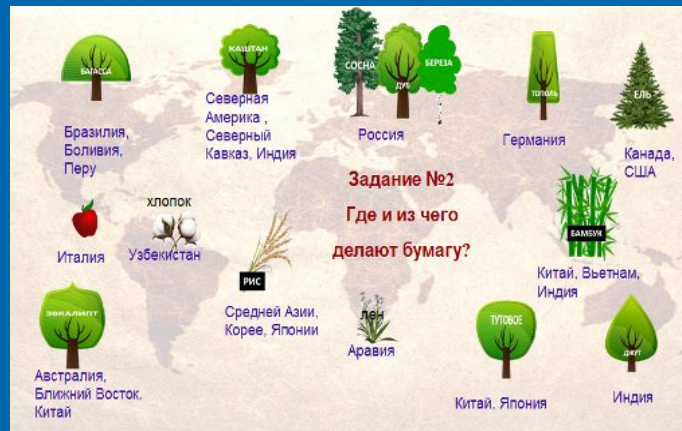 БАГАССА
Бразилия,
Боливия,
Перу
КАШТАН
Северная
Америка ,
Северный
Кавказ, Индия
СОСНА
ДУБ
БЕРЕЗА
Россия
ТОПОЛЬ
Германия
ЕЛЬ
Канада,
США
Задание №2
Где и из чего
делают бумагу?
Италия
хлопок
Узбекистан
РИС
Средней Азии,
Корее, Японии
лен
Аравия
БАМБУК
Китай, Вьетнам,
Индия
ЭВКАЛИПТ
Австралия,
Ближний Восток,
Китай
ТУТОВОЕ
Китай, Япония
ДЖУТ
Индия